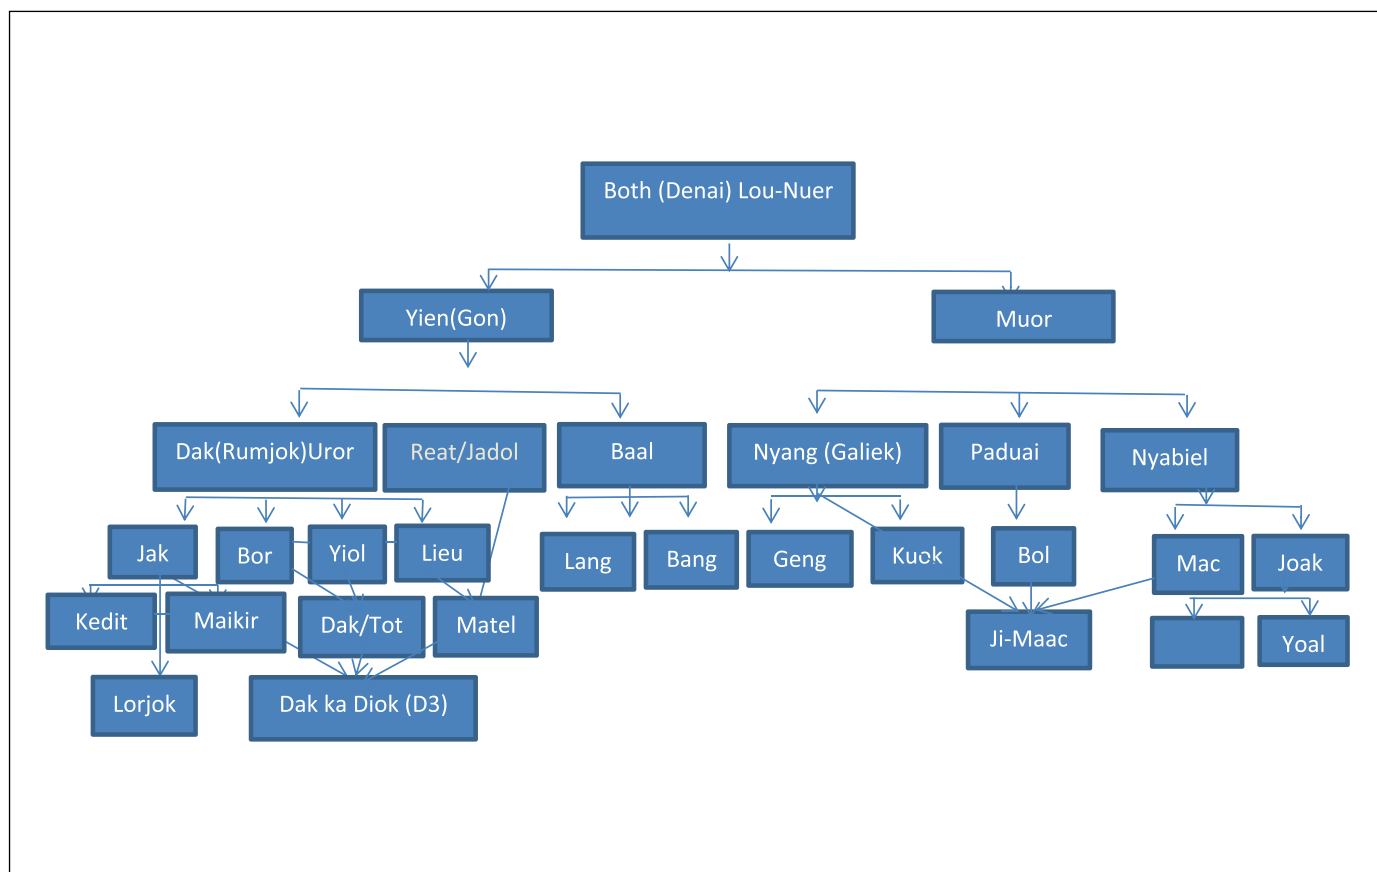 Both (Denai) Lou-Nuer
Yien(Gon)
Muor
Dak(Rumjok)Uror
Reat/Jadol
Baal
Nyang (Galiek)
Paduai
Nyabiel
Jak
Bor
Yiol
Lieu
Lang
Bang
Geng
Kuok
Bol
Mac
Joak
Kedit
Maikir
Dak/Tot
Matel
Ji-Maac
Yoal
Lorjok
Dak ka Diok (D3)